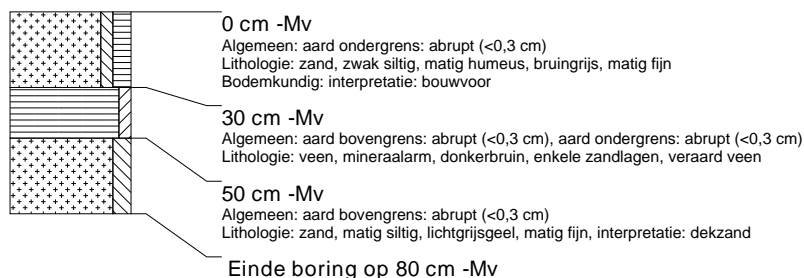 0 cm -Mv
Algemeen: aard ondergrens: abrupt (<0,3 cm)
Lithologie: zand, zwak siltig, matig humeus, bruingrijs, matig fijn
Bodemkundig: interpretatie: bouwvoor
30 cm -Mv
Algemeen: aard bovengrens: abrupt (<0,3 cm), aard ondergrens: abrupt (<0,3 cm)
Lithologie: veen, mineraalarm, donkerbruin, enkele zandlagen, veraard veen
50 cm -Mv
Algemeen: aard bovengrens: abrupt (<0,3 cm)
Lithologie: zand, matig siltig, lichtgrijsgeel, matig fijn, interpretatie: dekzand
Einde boring op 80 cm -Mv